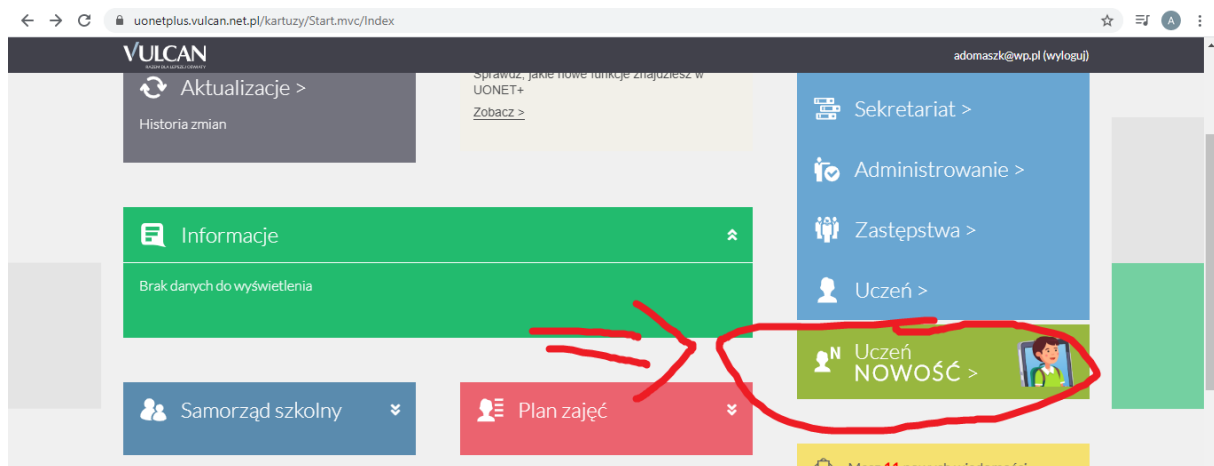 uonetplus.vulcan.net.pl/kartuzy/Start.mvc/Index
A
VULCAN
adomaszk@wp.pl (wyloguj)
Aktualizacje >
Historia zmian
Sprawdź, jakie nowe funkcje znajdziesz w
UONET+
Zobacz >
Informacje
Brak danych do wyświetlenia
Samorząd szkolny
Plan zajęć
Sekretariat >
Administrowanie >
Zastępstwa >
Uczeń >
N
Uczeń
NOWOŚĆ >
Masz 11